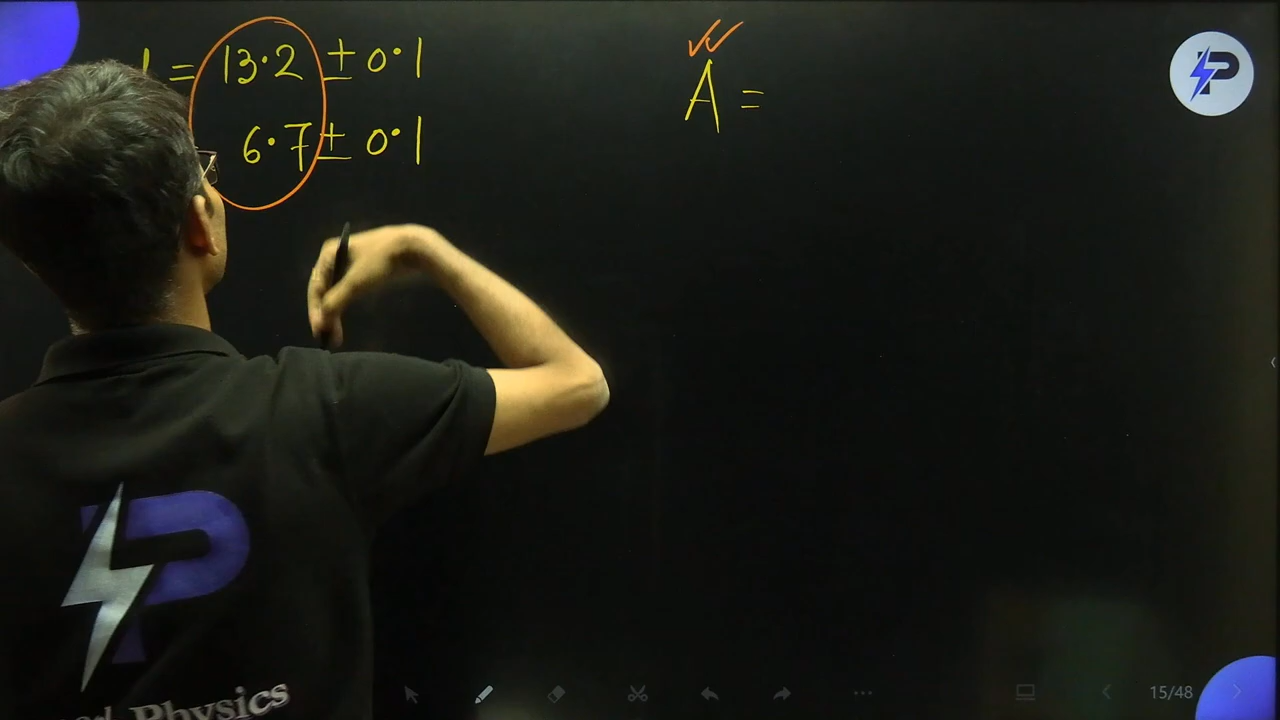 = 13.2 ± 0.1
6.7 ± 0.1
A =
P
P
Physics
15/48